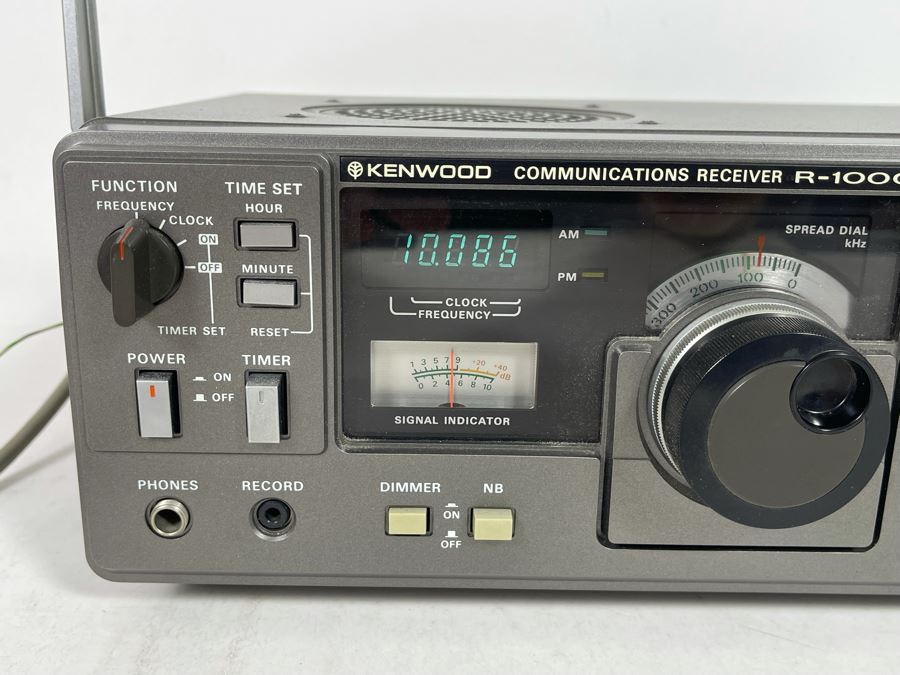 KENWOOD COMMUNICATIONS RECEIVER R-1000
FUNCTION
FREQUENCY
CLOCK
ON
OFF
TIMER SET
TIME SET
HOUR
MINUTE
RESET
POWER
TIMER
ON
OFF
PHONES
RECORD
10.086
AM
PM
CLOCK
FREQUENCY
1 3 5 7 9 +20 +40
dB
0 2 4 6 8 10
SIGNAL INDICATOR
DIMMER
NB
ON
OFF
SPREAD DIAL
kHz
300 200 100 0